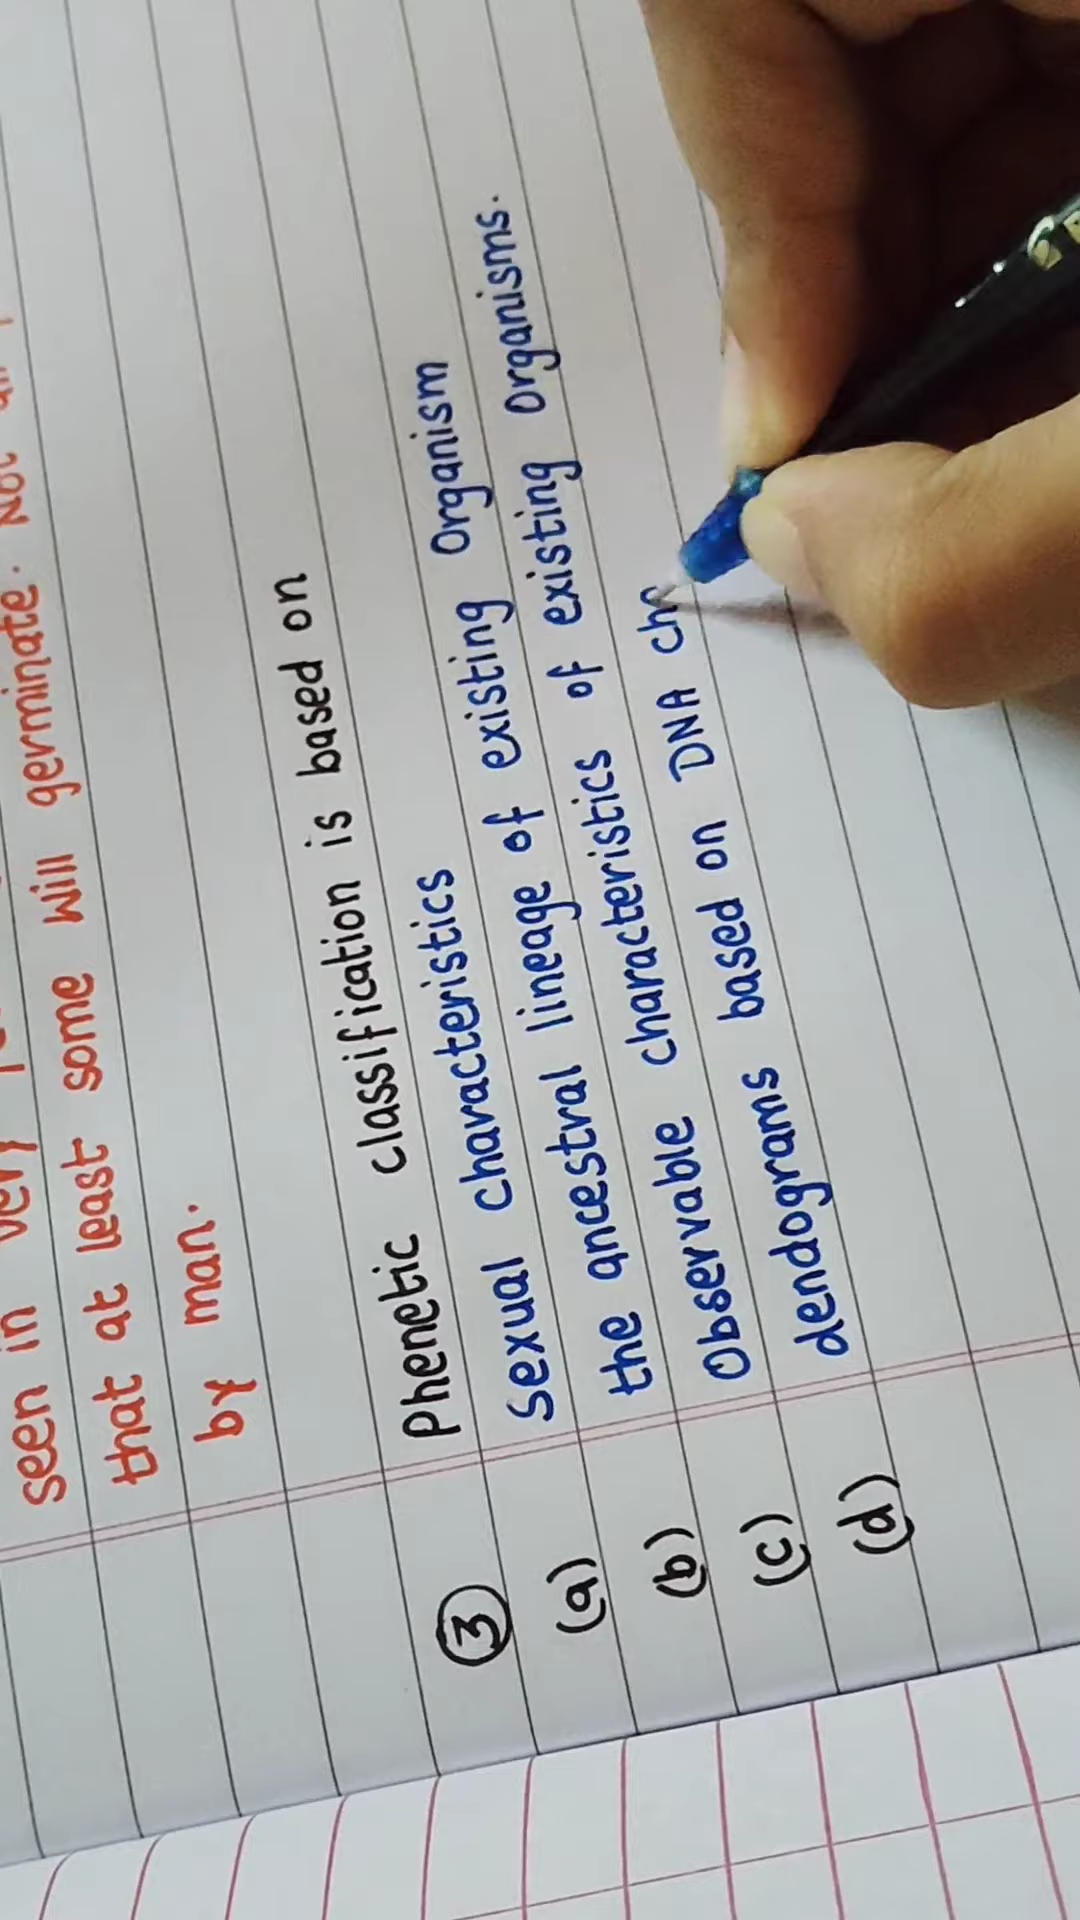 seen in very
that at least some will germinate. Not
by man.
③ Phenetic classification is based on
(a) sexual characteristics
(b) the ancestral lineage of existing organism
(c) Observable characteristics of existing organisms.
(d) dendograms based on DNA ch